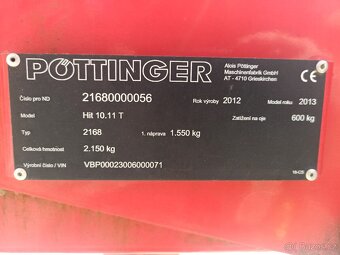 PÖTTINGER
Alois Pöttinger
Maschinenfabrik GmbH
AT - 4710 Grieskirchen
CE
Číslo pro ND 21680000056 Rok výroby 2012 Model roku 2013
Model Hit 10.11 T Zatížení na oje 600 kg
Typ 2168 1. náprava 1.550 kg
Celková hmotnost 2.150 kg
Výrobní číslo / VIN VBP00023006000071
18-CS